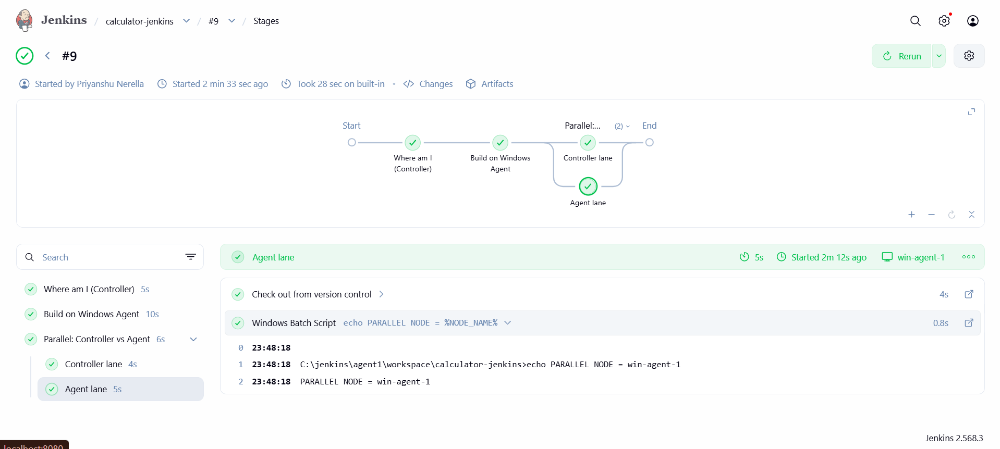 Jenkins / calculator-jenkins / #9 / Stages
#9
Rerun
Started by Priyanshu Nerella Started 2 min 33 sec ago Took 28 sec on built-in • </> Changes Artifacts
Start Parallel:... (2) End
Where am I (Controller)
Build on Windows Agent
Controller lane
Agent lane
Search
Where am I (Controller) 5s
Build on Windows Agent 10s
Parallel: Controller vs Agent 6s
Controller lane 4s
Agent lane 5s
Agent lane 5s Started 2m 12s ago win-agent-1
Check out from version control 4s
Windows Batch Script echo PARALLEL NODE = %NODE_NAME% 0.8s
0 23:48:18
1 23:48:18 C:\jenkins\agent1\workspace\calculator-jenkins>echo PARALLEL NODE = win-agent-1
2 23:48:18 PARALLEL NODE = win-agent-1
Jenkins 2.568.3
localhost:8080